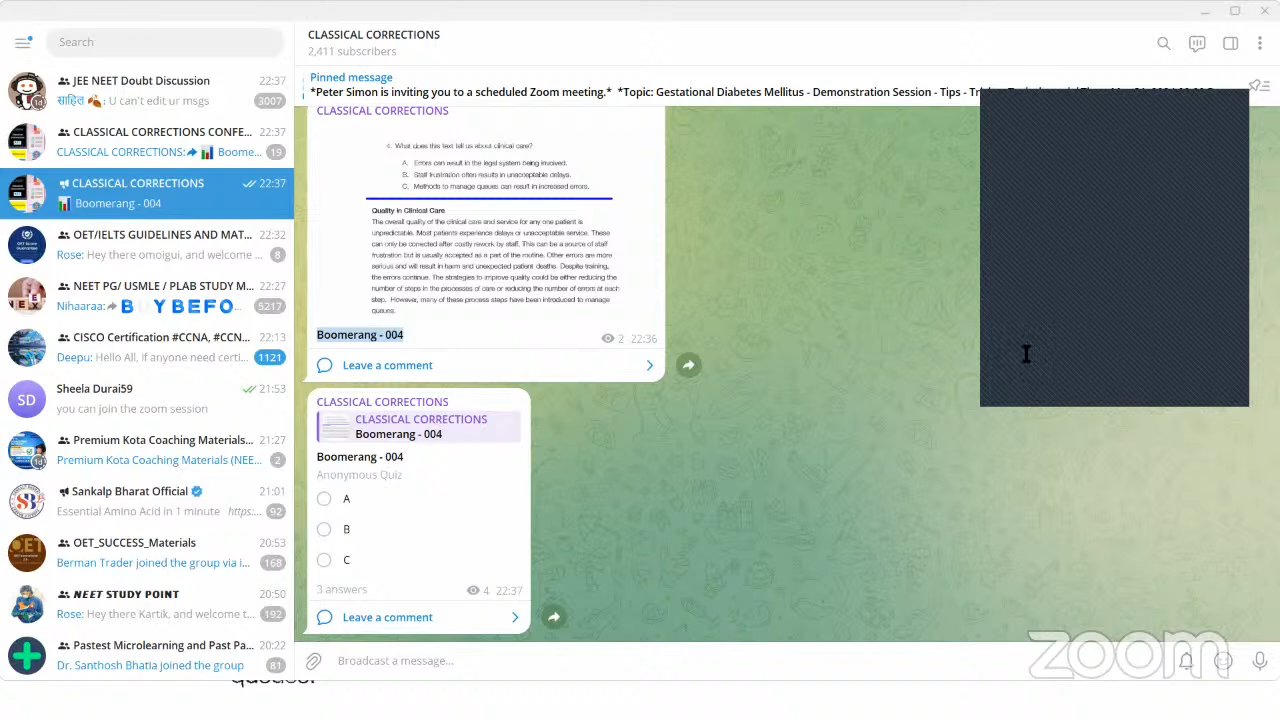 Search
JEE NEET Doubt Discussion 22:37
साहिल 🍂: U can't edit ur msgs 3007
CLASSICAL CORRECTIONS CONFE... 22:37
CLASSICAL CORRECTIONS: Boome... 19
CLASSICAL CORRECTIONS 22:37
Boomerang - 004
OET/IELTS GUIDELINES AND MAT... 22:32
Rose: Hey there omoigui, and welcome ... 8
NEET PG/ USMLE / PLAB STUDY M... 22:27
Nihaaraa: B U Y B E F O... 5217
CISCO Certification #CCNA, #CCN... 22:13
Deepu: Hello All, If anyone need certi... 1121
SD
Sheela Durai59 21:53
you can join the zoom session
Premium Kota Coaching Materials... 21:27
Premium Kota Coaching Materials (NEE... 2
Sankalp Bharat Official 21:01
Essential Amino Acid in 1 minute https:... 92
OET_SUCCESS_Materials 20:53
Berman Trader joined the group via i... 168
NEET STUDY POINT 20:50
Rose: Hey there Kartik, and welcome t... 192
Pastest Microlearning and Past Pa... 20:22
Dr. Santhosh Bhatia joined the group 81
CLASSICAL CORRECTIONS
2,411 subscribers
Pinned message
*Peter Simon is inviting you to a scheduled Zoom meeting.* *Topic: Gestational Diabetes Mellitus - Demonstration Session - Tips -
CLASSICAL CORRECTIONS
What does this text tell us about clinical care?
A. Errors can result in the legal system being involved.
B. Staff frustration often results in unacceptable delays.
C. Methods to manage queues can result in increased errors.
Quality in Clinical Care
The overall quality of the clinical care and service for any one patient is
unpredictable. Most patients experience delays or unacceptable service. These
can only be corrected after costly rework by staff. This can be a source of staff
frustration but is usually accepted as a part of the routine. Other errors are more
serious and will result in harm and unexpected patient deaths. Despite training,
the errors continue. The strategies to improve quality could be either reducing the
number of steps in the processes of care or reducing the number of errors at each
step. However, many of these process steps have been introduced to manage
queues.
Boomerang - 004
2 22:36
Leave a comment
CLASSICAL CORRECTIONS
CLASSICAL CORRECTIONS
Boomerang - 004
Boomerang - 004
Anonymous Quiz
A
B
C
3 answers 4 22:37
Leave a comment
Broadcast a message...
zoom